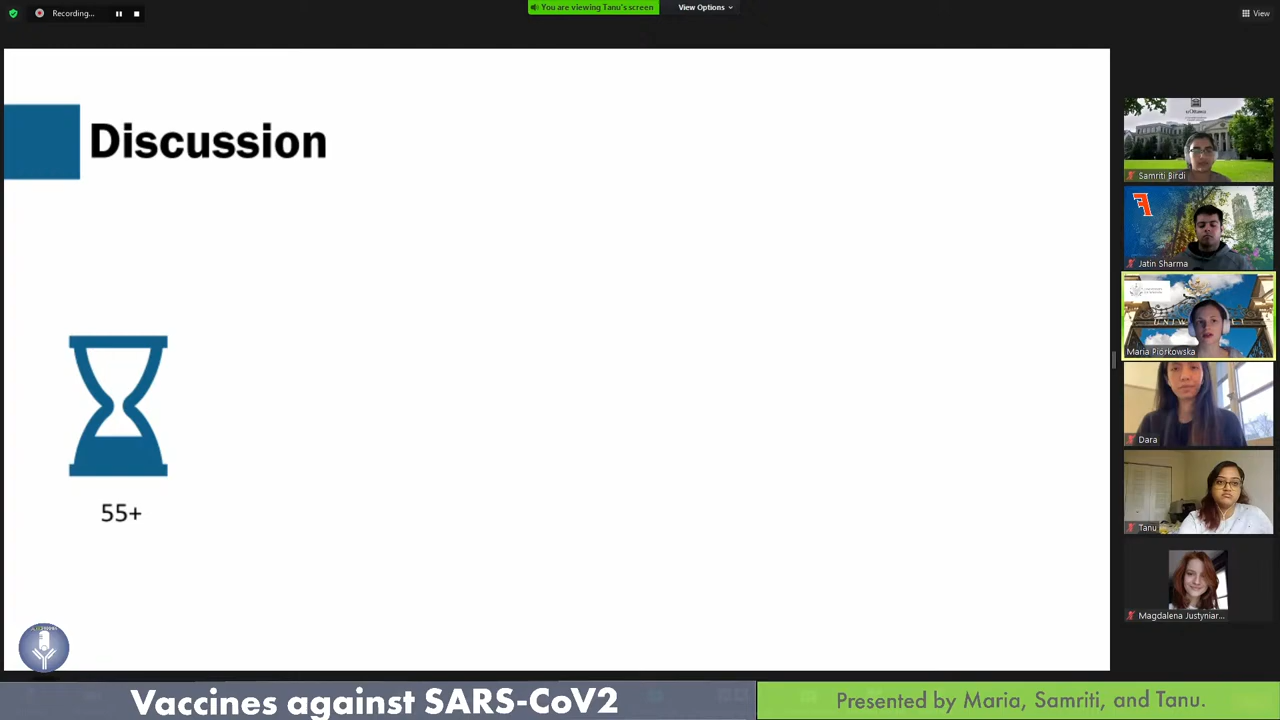 Recording...
You are viewing Tanu's screen
View Options
View
Discussion
55+
Samriti Birdi
Jatin Sharma
Maria Piórkowska
Dara
Tanu
Magdalena Justyniar...
Vaccines against SARS-CoV2
Presented by Maria, Samriti, and Tanu.